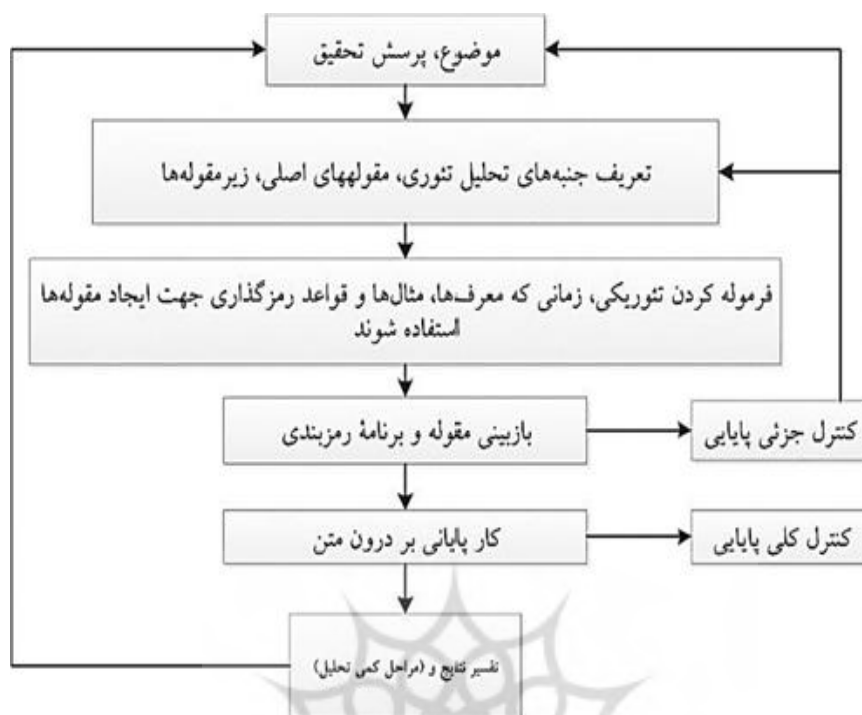 موضوع، پرسش تحقیق
تعریف جنبه‌های تحلیل تئوری، مقوله‎های اصلی، زیرمقوله‌ها
فرموله کردن تئوریکی، زمانی که معرف‌ها، مثال‌ها و قواعد رمزگذاری جهت ایجاد مقوله‌ها
استفاده شوند
بازبینی مقوله و برنامهٔ رمزبندی
کنترل جزئی پایایی
کار پایانی بر درون متن
کنترل کلی پایایی
تفسیر نتایج و (مراحل کمی تحلیل)